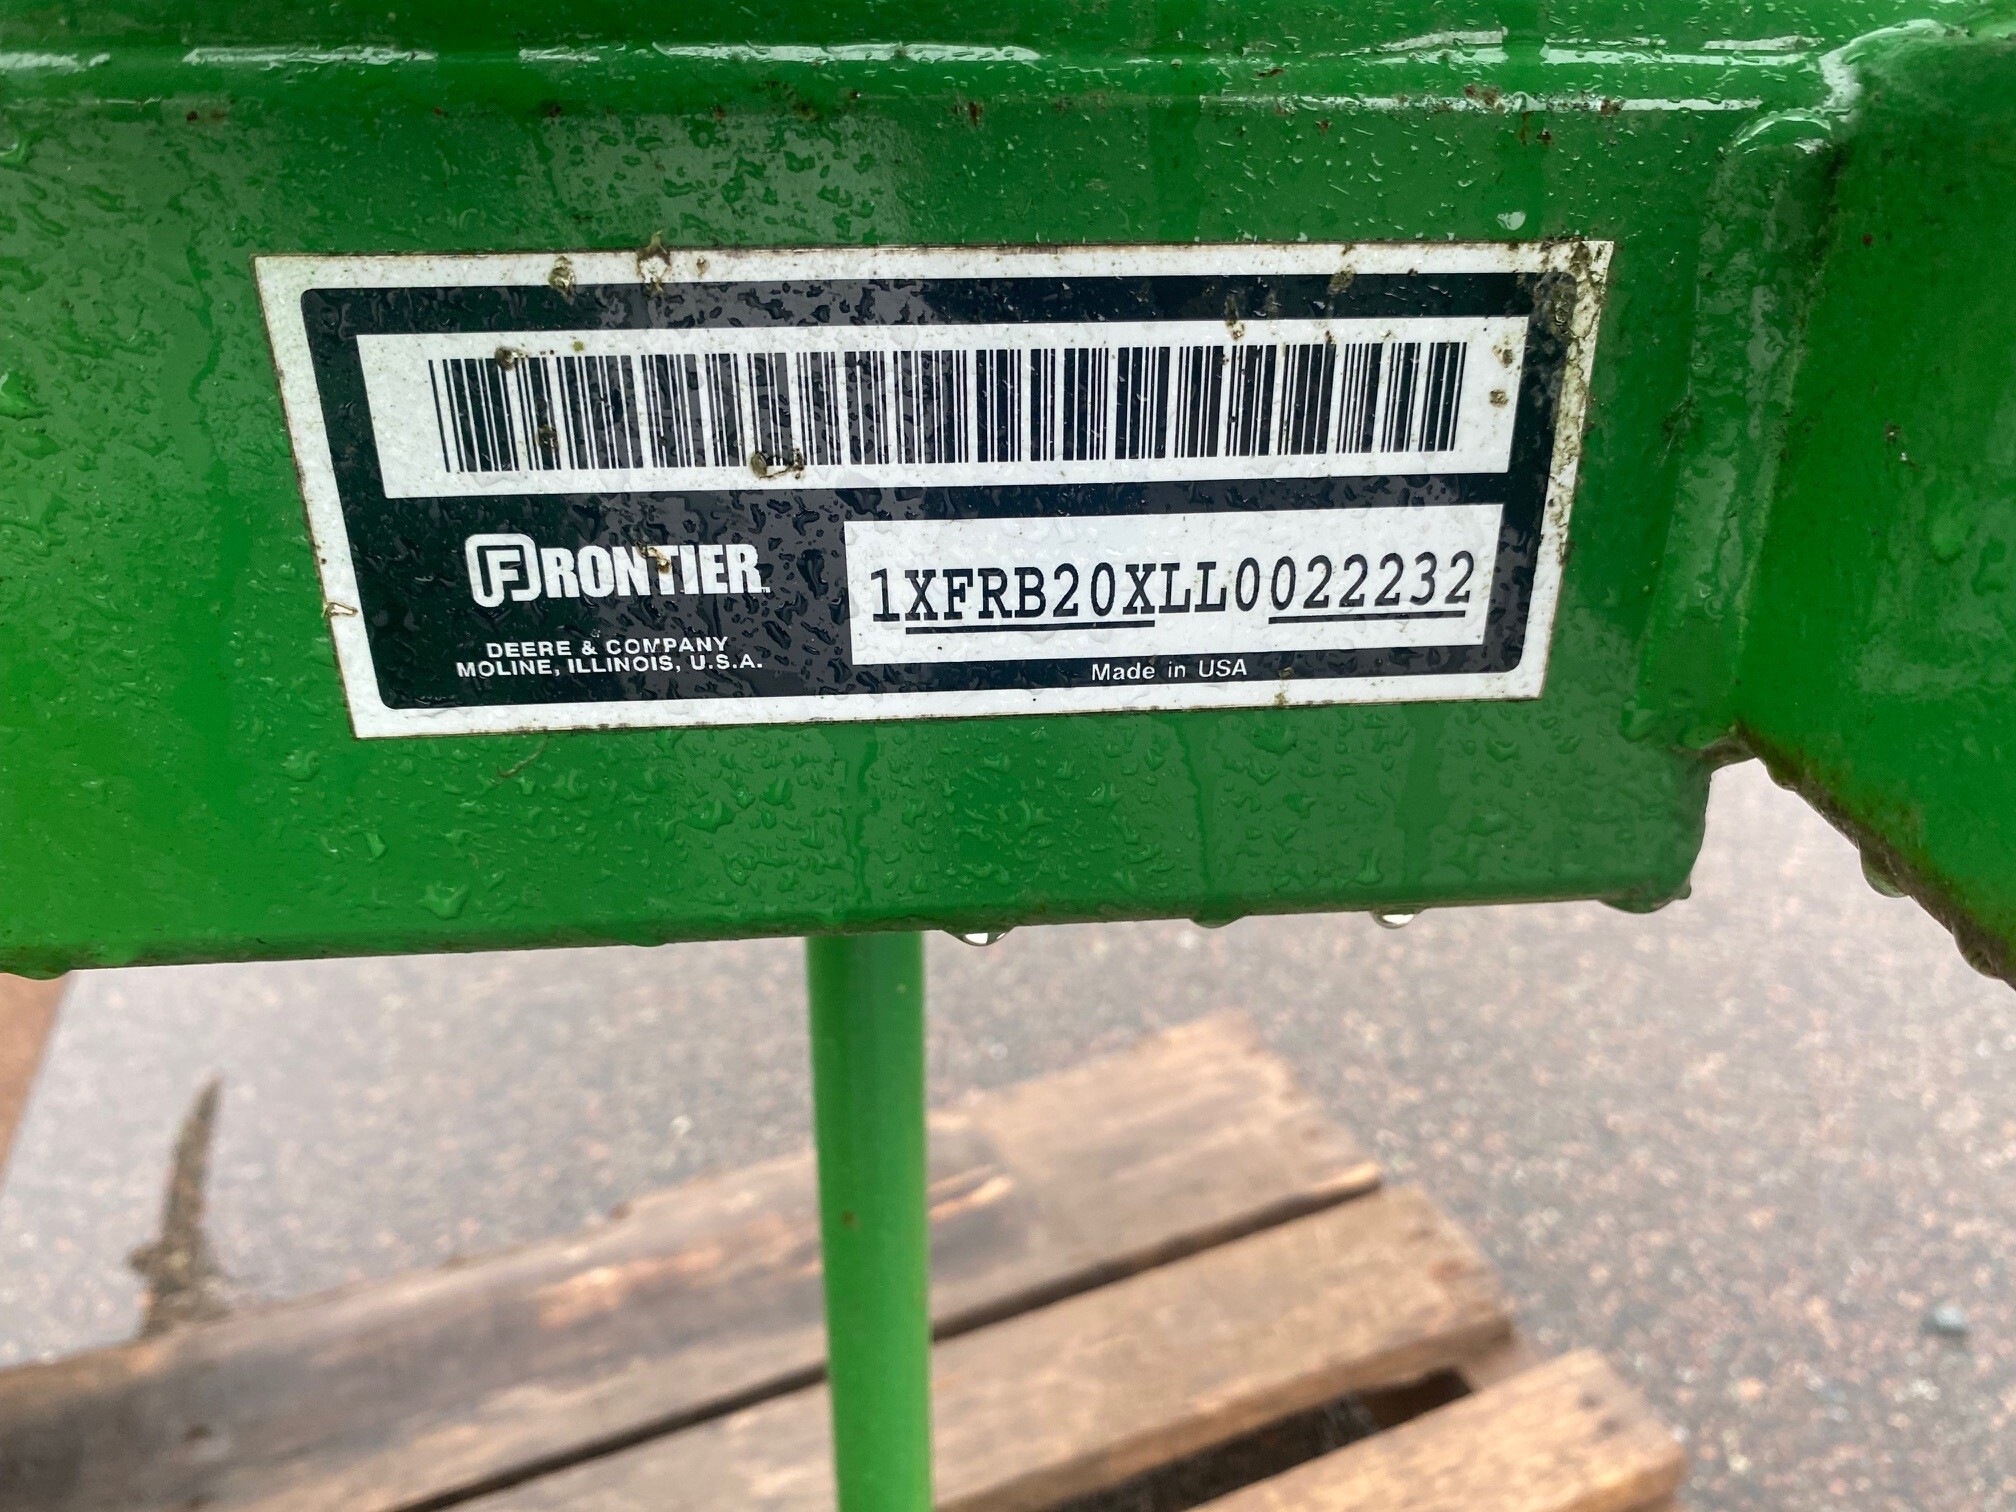 FRONTIER
DEERE & COMPANY
MOLINE, ILLINOIS, U.S.A.
1XFRB20XLL0022232
Made in USA